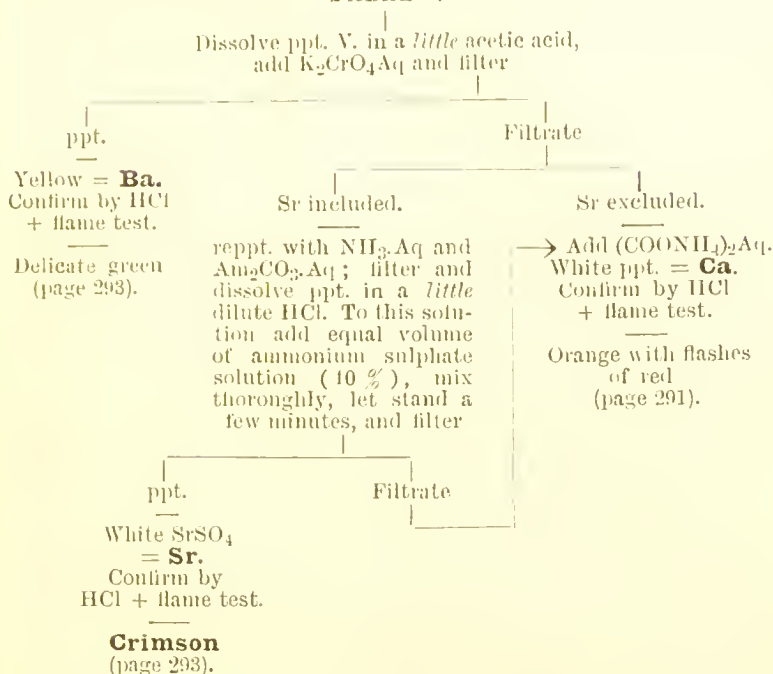 Dissolve ppt. V. in a little acetic acid,
add K₂CrO₄Aq and filter
ppt.
Filtrate
Yellow = Ba.
Confirm by HCl
+ flame test.
Delicate green
(page 293).
Sr included.
reppt. with NH₃.Aq and
Am₂CO₃.Aq; filter and
dissolve ppt. in a little
dilute HCl. To this solu-
tion add equal volume
of ammonium sulphate
solution (10 %), mix
thoroughly, let stand a
few minutes, and filter
Sr excluded.
→ Add (COONH₄)₂Aq.
White ppt. = Ca.
Confirm by HCl
+ flame test.
Orange with flashes
of red
(page 291).
ppt.
Filtrate
White SrSO₄
= Sr.
Confirm by
HCl + flame test.
Crimson
(page 293).